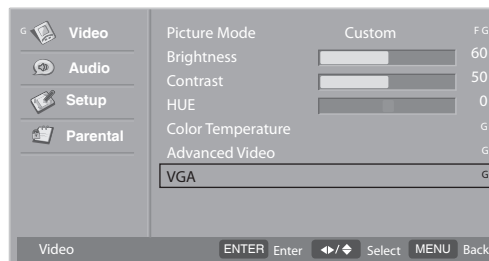 G Video
Audio
Setup
Parental
Picture Mode Custom F G
Brightness 60
Contrast 50
HUE 0
Color Temperature G
Advanced Video G
VGA G
Video ENTER Enter / Select MENU Back